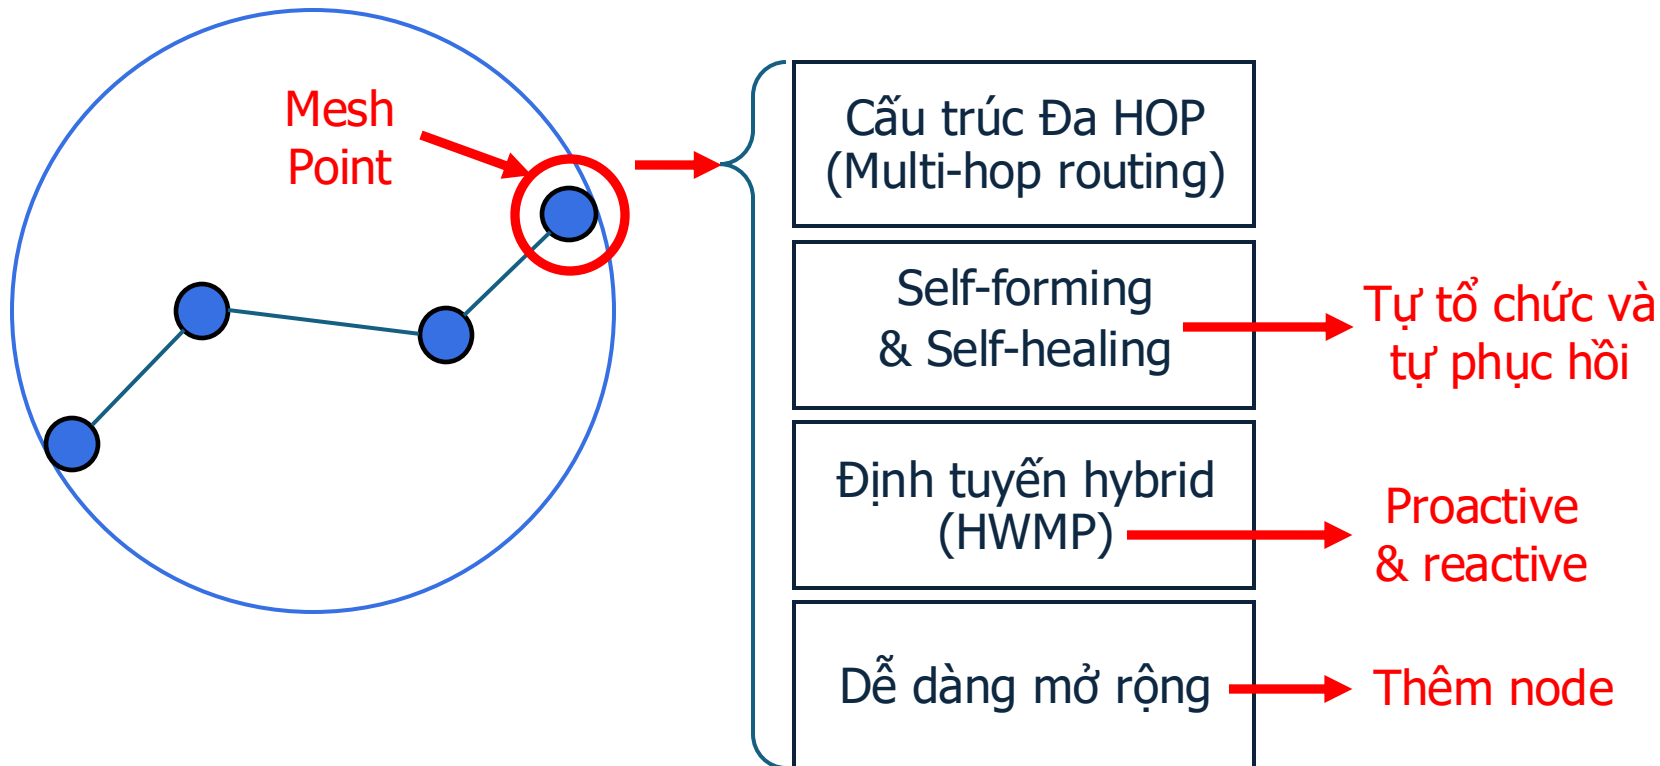 Mesh
Point
Cấu trúc Đa HOP
(Multi-hop routing)
Self-forming
& Self-healing
Tự tổ chức và
tự phục hồi
Định tuyến hybrid
(HWMP)
Proactive
& reactive
Dễ dàng mở rộng
Thêm node